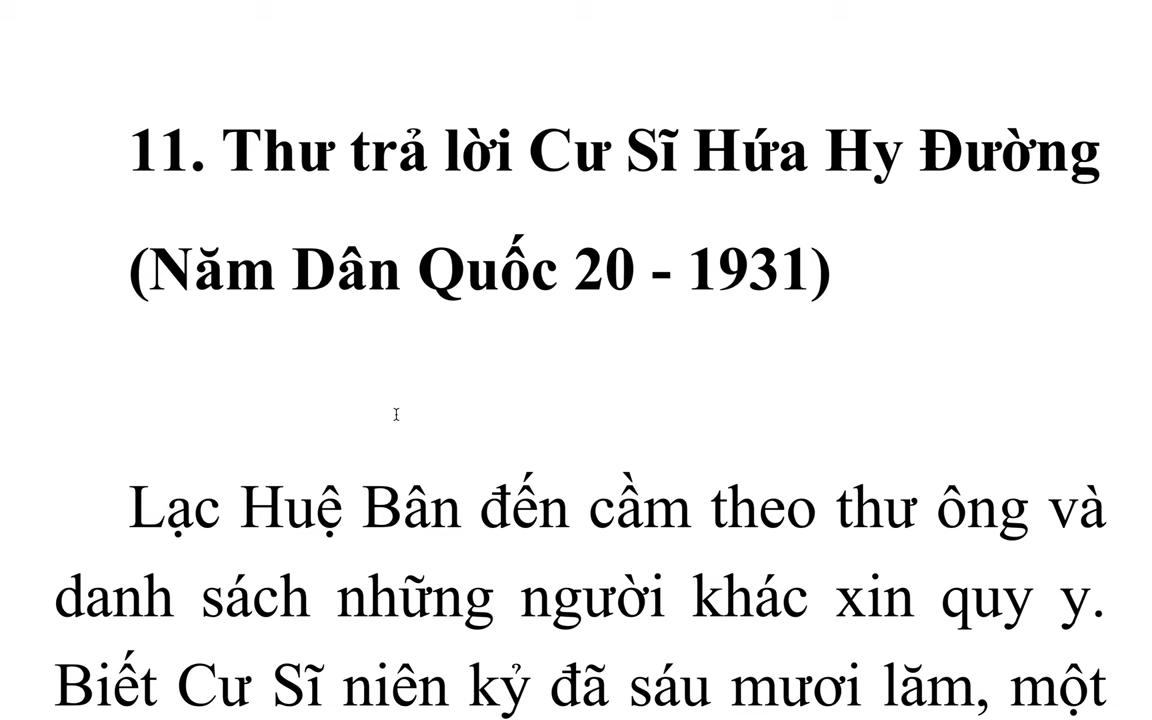 11. Thư trả lời Cư Sĩ Hứa Hy Đường
(Năm Dân Quốc 20 - 1931)
Lạc Huệ Bân đến cầm theo thư ông và
danh sách những người khác xin quy y.
Biết Cư Sĩ niên kỷ đã sáu mươi lăm, một